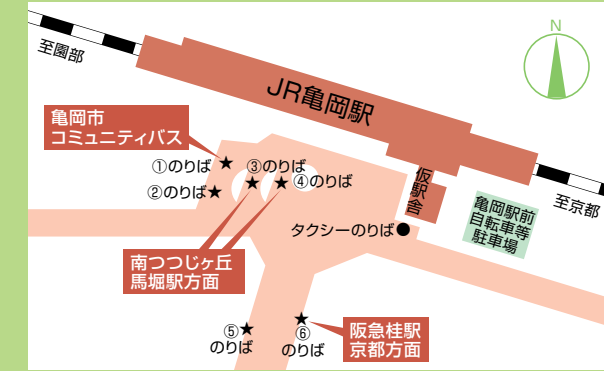 N
至園部
JR亀岡駅
亀岡市
コミュニティバス
①のりば
③のりば
④のりば
②のりば
仮駅舎
至京都
亀岡駅前
自転車等
駐車場
タクシーのりば
南つつじヶ丘
馬堀駅方面
⑤
のりば
⑥
のりば
阪急桂駅
京都方面